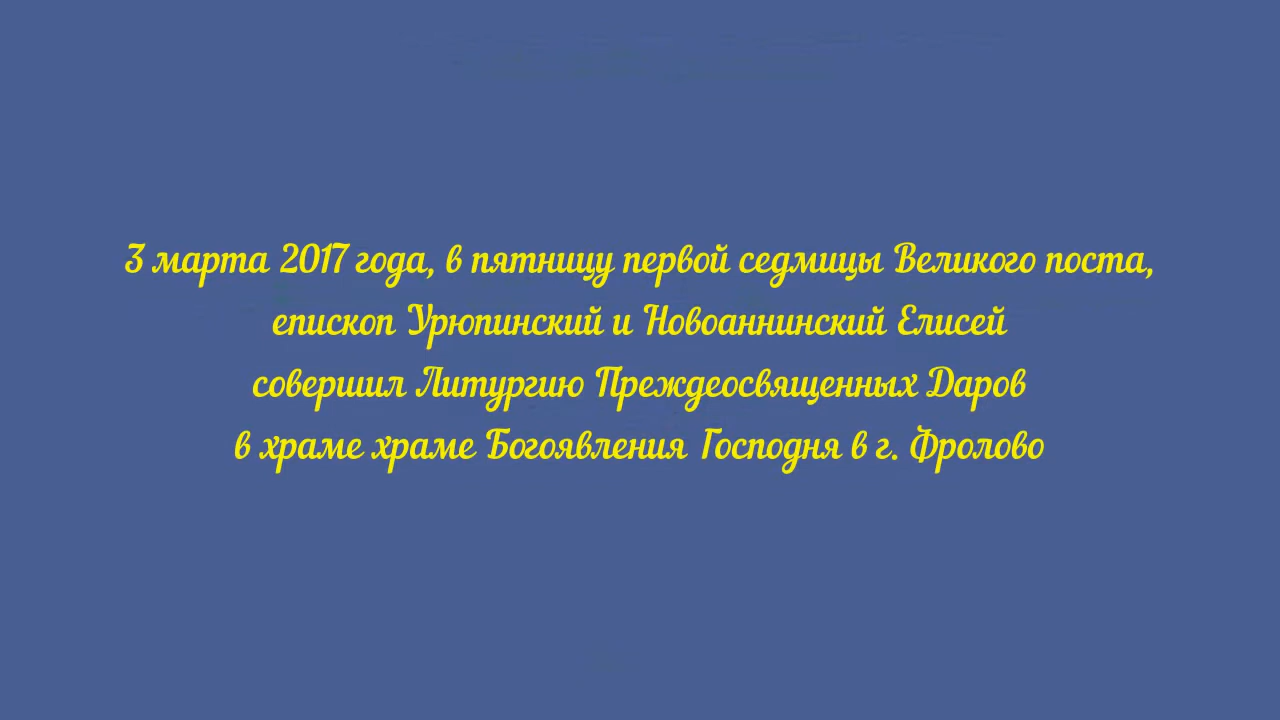 3 марта 2017 года, в пятницу первой седмицы Великого поста,
епископ Урюпинский и Новоаннинский Елисей
совершил Литургию Преждеосвященных Даров
в храме храме Богоявления Господня в г. Фролово